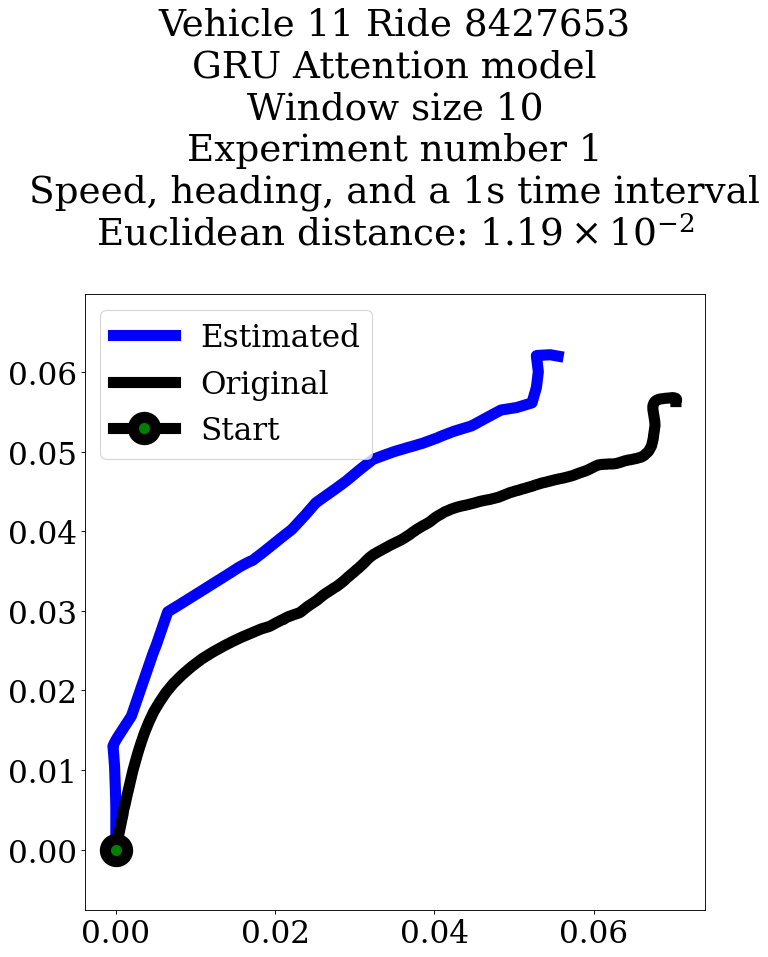 Vehicle 11 Ride 8427653
GRU Attention model
Window size 10
Experiment number 1
Speed, heading, and a 1s time interval
Euclidean distance: 1.19 × 10⁻²
Estimated
Original
Start
0.06
0.05
0.04
0.03
0.02
0.01
0.00
0.00 0.02 0.04 0.06